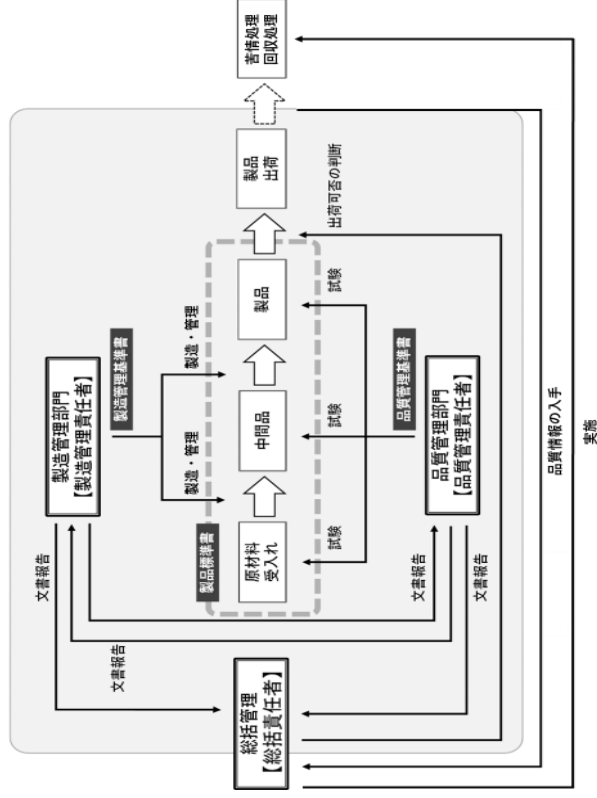 総括管理
【総括責任者】
文書報告
文書報告
製造管理部門
【製造管理責任者】
製造管理基準書
製造・管理
製造・管理
製品標準書
原材料
受入れ
中間品
製品
製品
出荷
苦情処理
回収処理
試験
試験
試験
出荷可否の判断
品質管理基準書
品質管理部門
【品質管理責任者】
文書報告
文書報告
品質情報の入手
実施